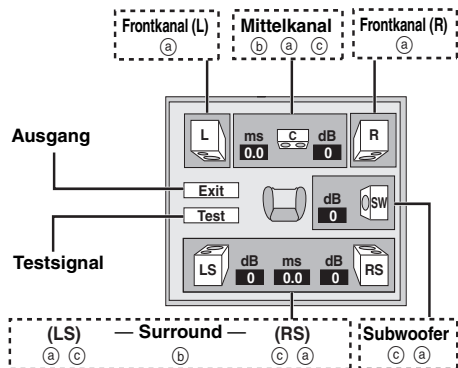 Frontkanal (L)
ⓐ
Mittelkanal
ⓑ ⓐ ⓒ
Frontkanal (R)
ⓐ
L
ms
0.0
C
dB
0
R
Ausgang
Exit
Test
dB
0
SW
Testsignal
LS
dB
0
ms
0.0
dB
0
RS
(LS) — Surround — (RS)
ⓐ ⓒ ⓑ ⓒ ⓐ
Subwoofer
ⓒ ⓐ